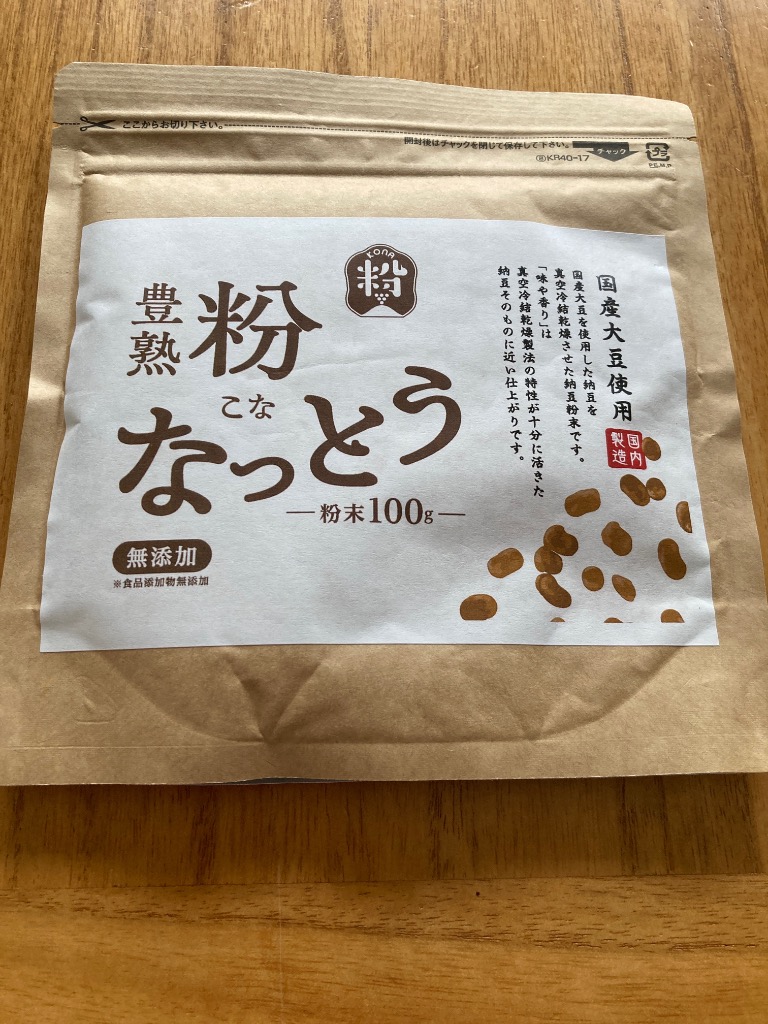 ここからお切り下さい。
開封後はチャックを閉じて保存して下さい。
チャック
KR40-17
プラ
PE,M,P
KONA
粉
豊熟
粉
こな
なっとう
粉末100g
無添加
※食品添加物無添加
国産大豆使用
国内
製造
国産大豆を使用した納豆を
真空冷結乾燥させた納豆粉末です。
「味や香り」は
真空冷結乾燥製法の特性が十分に活きた
納豆そのものに近い仕上がりです。